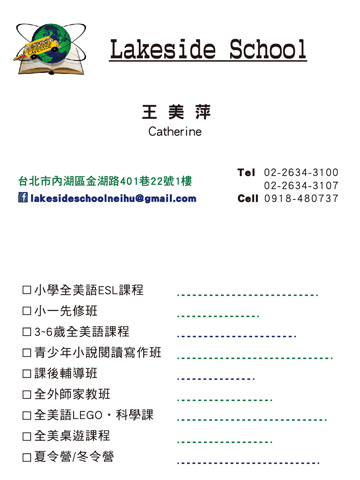 Lakeside School
王美萍
Catherine
Tel 02-2634-3100
02-2634-3107
Cell 0918-480737
台北市內湖區金湖路401巷22號1樓
lakesideschoolneihu@gmail.com
小學全美語ESL課程
小一先修班
3~6歲全美語課程
青少年小說閱讀寫作班
課後輔導班
全外師家教班
全美語LEGO・科學課
全美桌遊課程
夏令營/冬令營